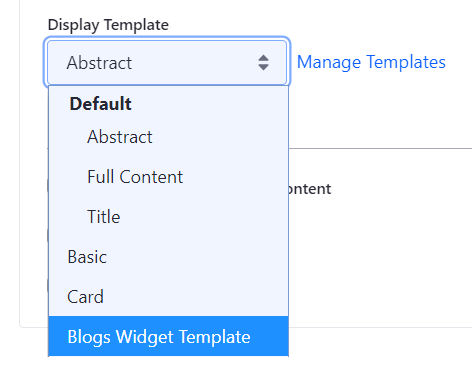 Display Template
Abstract
Manage Templates
Default
Abstract
Full Content
Title
ontent
Basic
Card
Blogs Widget Template